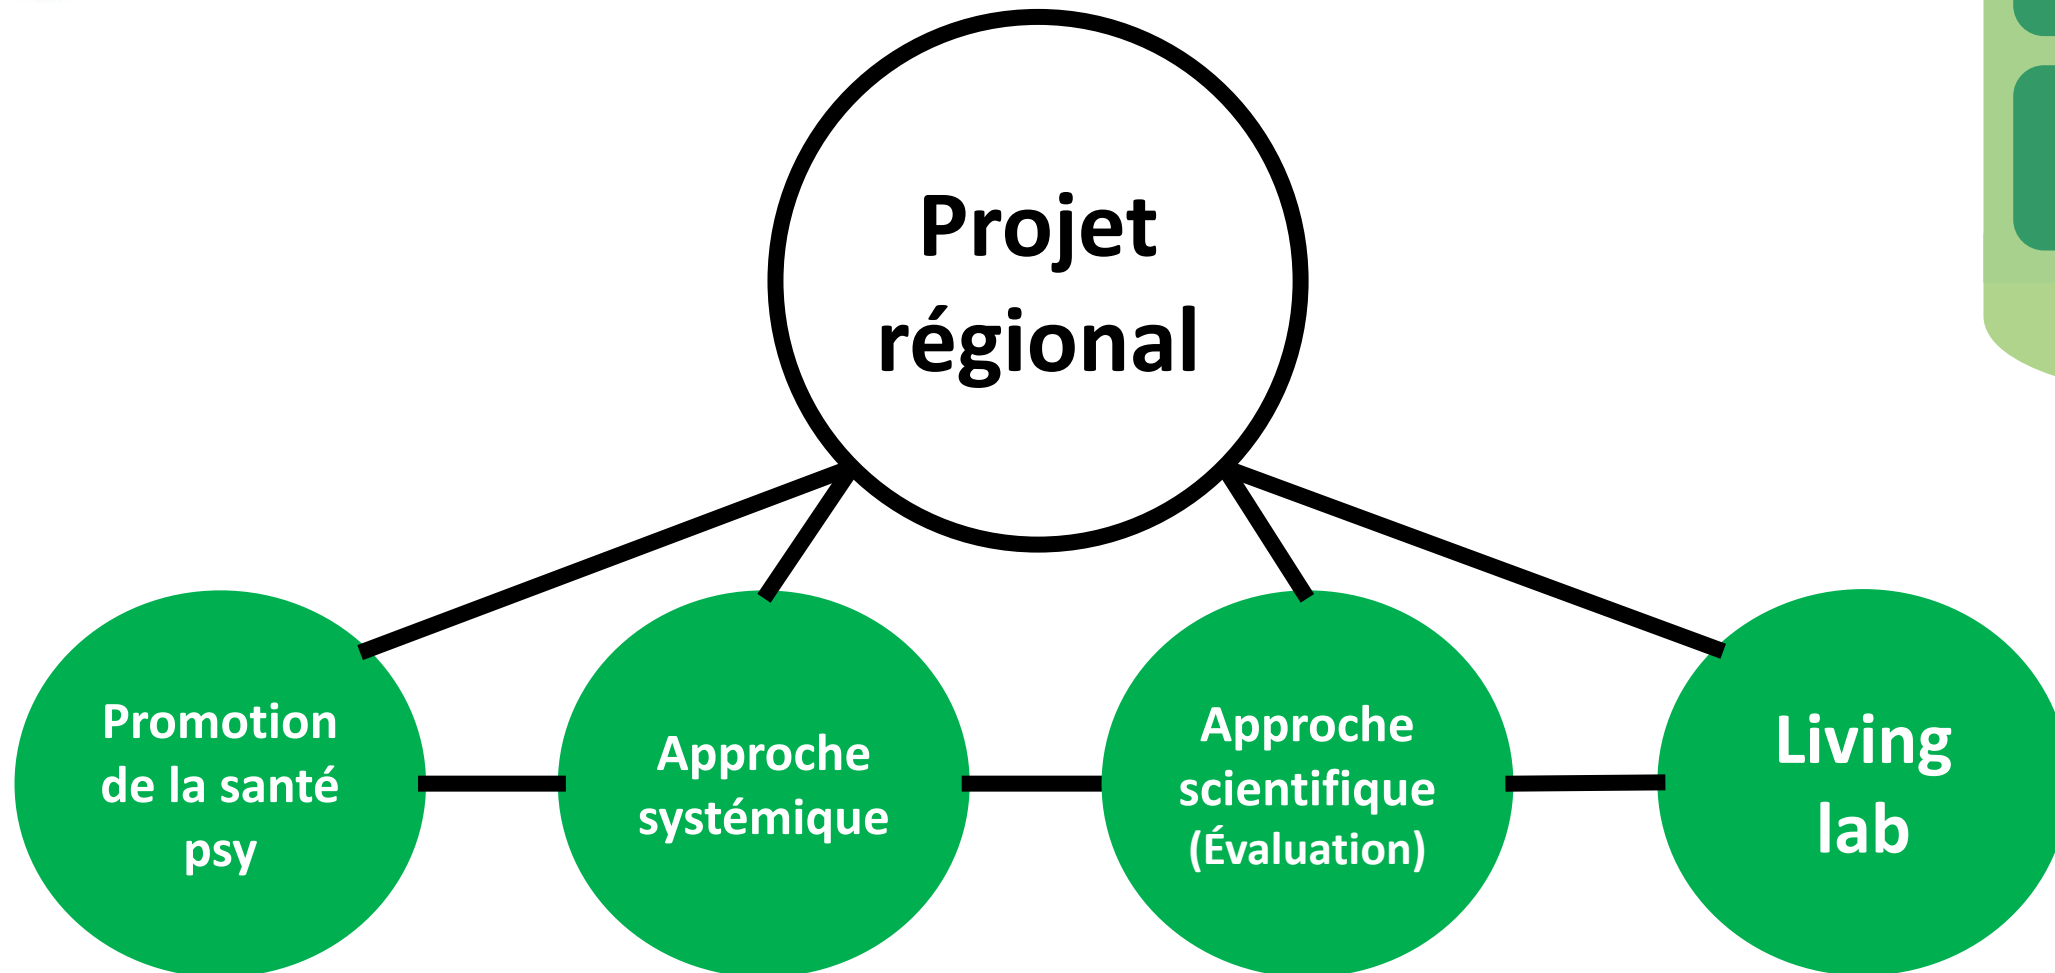 Projet
régional
Promotion
de la santé
psy
Approche
systémique
Approche
scientifique
(Évaluation)
Living
lab